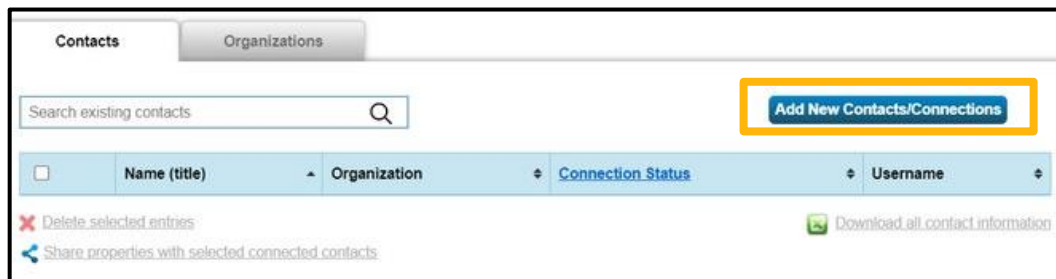 Contacts Organizations
Search existing contacts Add New Contacts/Connections
Name (title) Organization Connection Status Username
Delete selected entries Download all contact information
Share properties with selected connected contacts